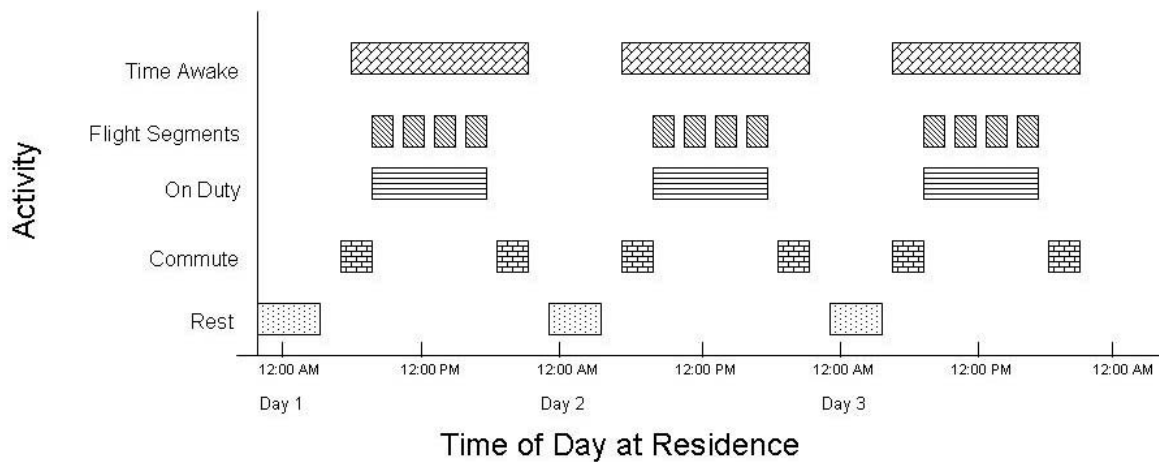 Time Awake
Flight Segments
On Duty
Commute
Rest
Activity
12:00 AM 12:00 PM 12:00 AM 12:00 PM 12:00 AM 12:00 PM 12:00 AM
Day 1 Day 2 Day 3
Time of Day at Residence